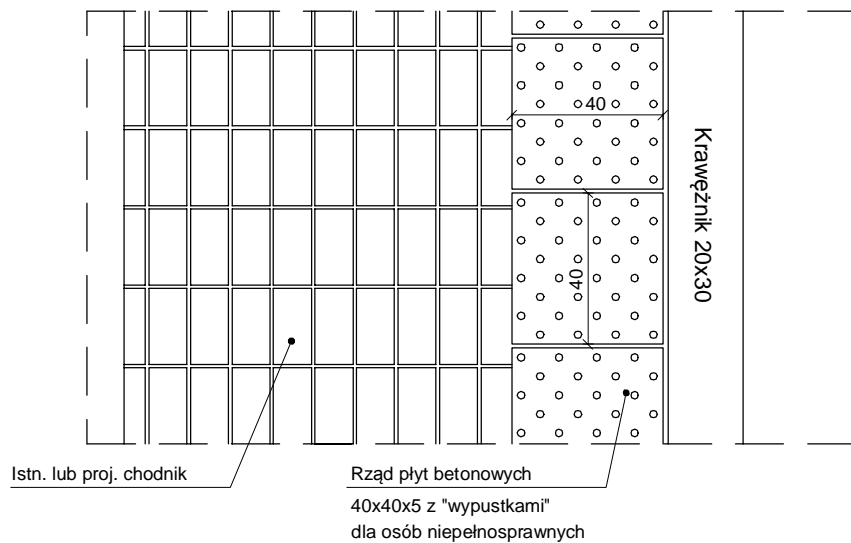 40
40
Krawężnik 20x30
Istn. lub proj. chodnik
Rząd płyt betonowych
40x40x5 z "wypustkami"
dla osób niepełnosprawnych